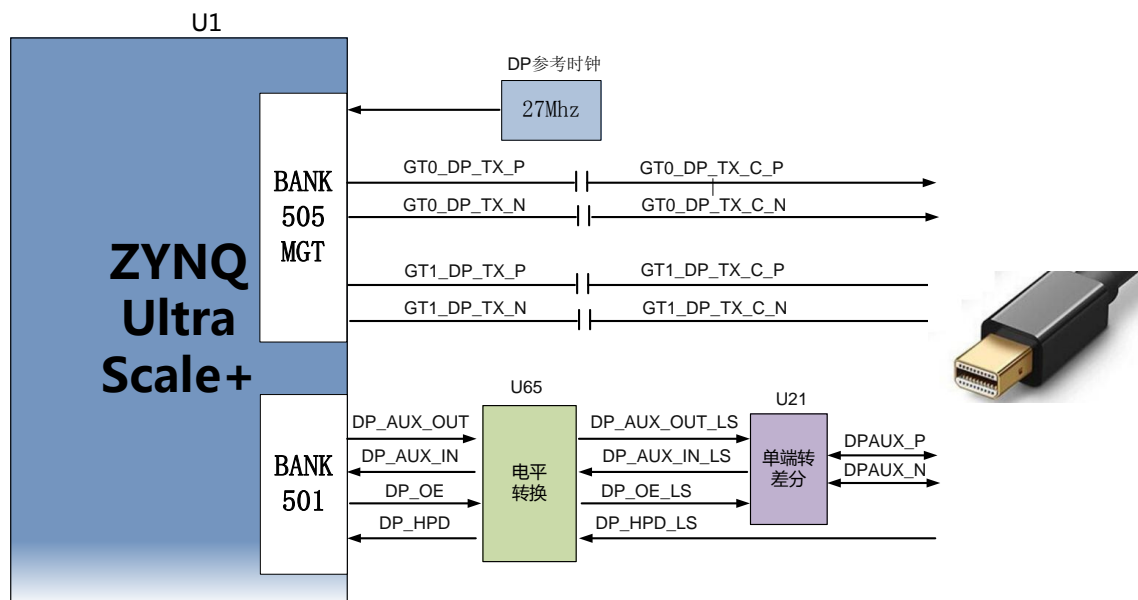 U1
DP参考时钟
27Mhz
BANK
505
MGT
GT0_DP_TX_P
GT0_DP_TX_C_P
GT0_DP_TX_N
GT0_DP_TX_C_N
GT1_DP_TX_P
GT1_DP_TX_C_P
GT1_DP_TX_N
GT1_DP_TX_C_N
ZYNQ
Ultra
Scale+
BANK
501
U65
U21
DP_AUX_OUT
DP_AUX_IN
DP_OE
DP_HPD
电平
转换
DP_AUX_OUT_LS
DP_AUX_IN_LS
DP_OE_LS
DP_HPD_LS
单端转
差分
DPAUX_P
DPAUX_N